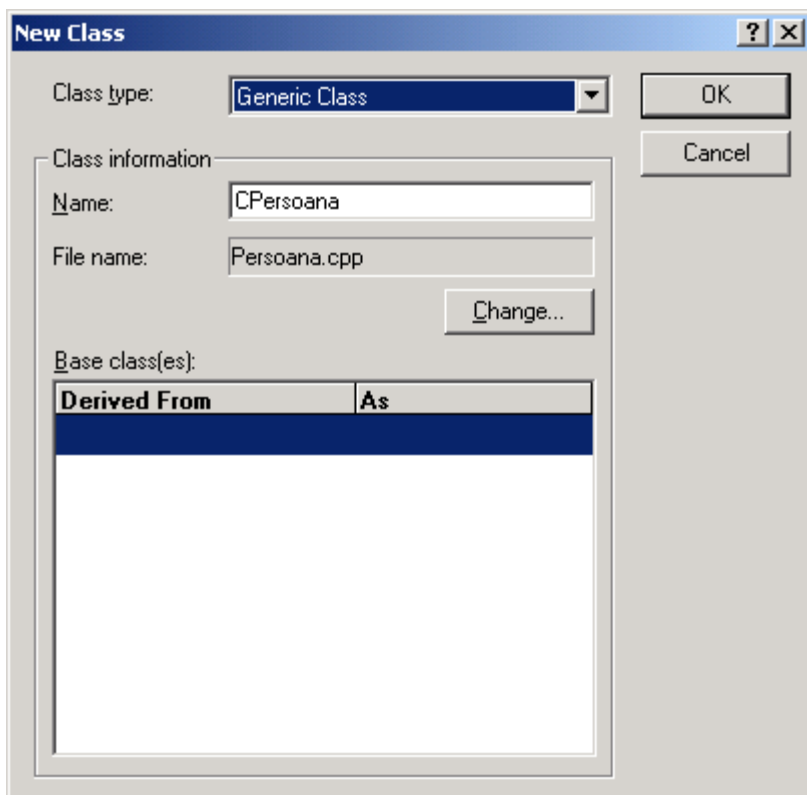 New Class
Class type: Generic Class OK
Class information Cancel
Name: CPersoana
File name: Persoana.cpp
Change...
Base class(es):
Derived From As